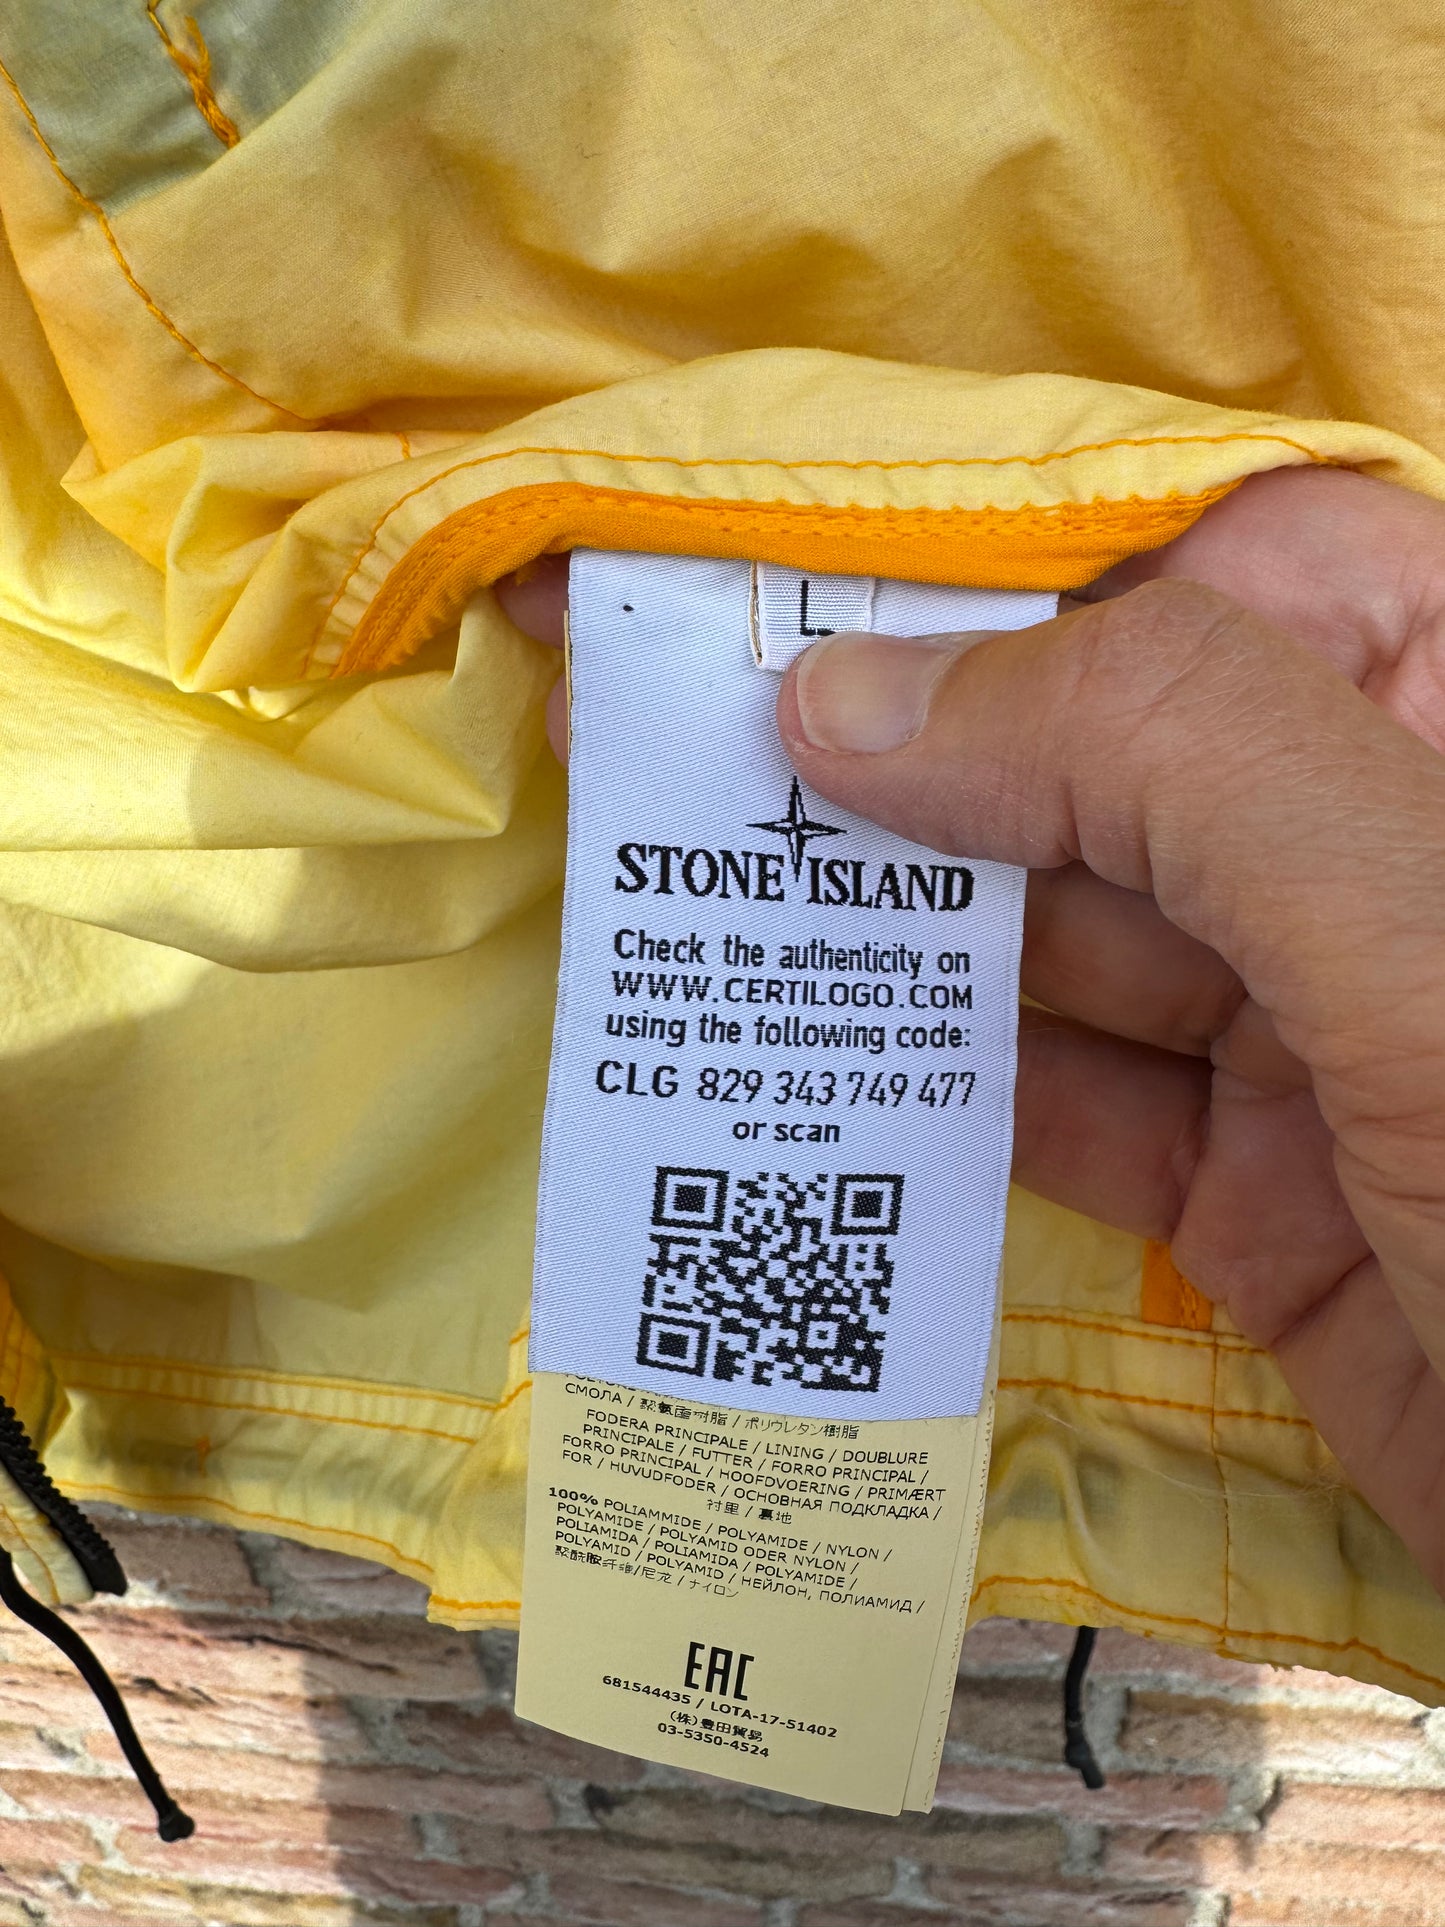 L
STONE ISLAND
Check the authenticity on
WWW.CERTILOGO.COM
using the following code:
CLG 829 343 749 477
or scan
СМОЛА / 聚氨酯树脂 / ポリウレタン樹脂
FODERA PRINCIPALE / LINING / DOUBLURE
PRINCIPALE / FUTTER / FORRO PRINCIPAL /
FORRO PRINCIPAL / HOOFDVOERING / PRIMÆRT
FOR / HUVUDFODER / ОСНОВНАЯ ПОДКЛАДКА /
衬里 / 裏地
100% POLIAMMIDE / POLYAMIDE / NYLON /
POLYAMIDE / POLYAMID ODER NYLON /
POLIAMIDA / POLIAMIDA / POLYAMIDE /
POLYAMID / POLYAMID / НЕЙЛОН, ПОЛИАМИД /
聚酰胺纤维/尼龙 / ナイロン
EAC
681544435 / LOTA-17-51402
(株)豊田貿易
03-5350-4524